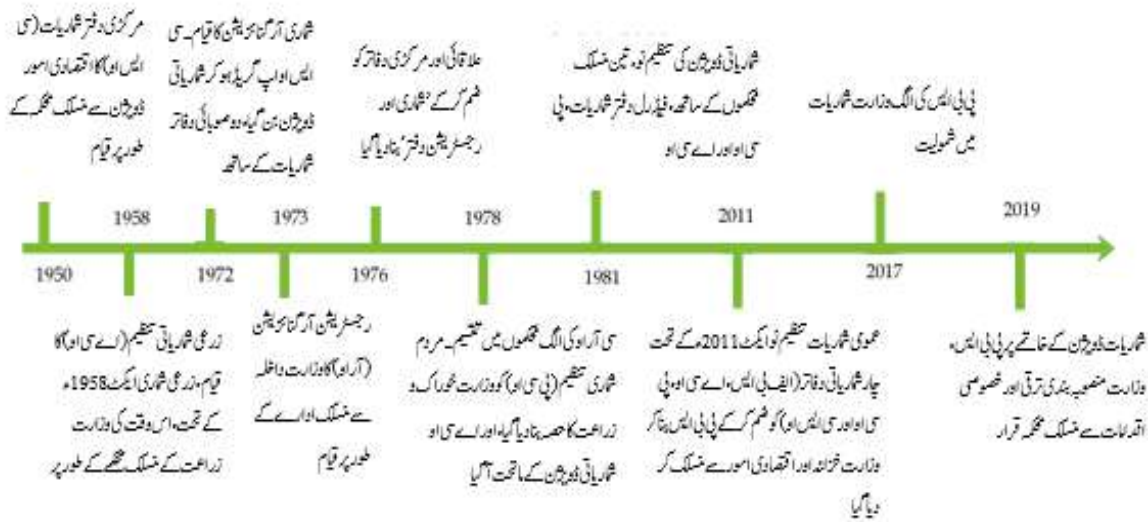 مرکزی دفتر شماریات (سی
ایس او) کا اقتصادی امور
ڈویژن سے منسلک محکمہ کے
طور پر قیام
شماری آرگنائزیشن کا قیام۔ سی
ایس او اپ گریڈ ہو کر شماریاتی
ڈویژن بن گیا، دو صوبائی دفاتر
شماریات کے ساتھ
علاقائی اور مرکزی دفاتر کو
ضم کر کے 'شماری اور
رجسٹریشن دفتر' بنا دیا گیا
شماریاتی ڈویژن کی تنظیم نو، تین منسلک
محکموں کے ساتھ، فیڈرل دفتر شماریات، پی
سی او اور اے سی او
پی بی ایس کی الگ وزارت شماریات
میں شمولیت
1958
1973
1978
2011
2019
1950
1972
1976
1981
2017
زرعی شماریاتی تنظیم (اے سی او) کا
قیام، زرعی شماری ایکٹ 1958ء
کے تحت، اس وقت کی وزارت
زراعت کے منسلک محکمے کے طور پر
رجسٹریشن آرگنائزیشن
(آر او) کا وزارت داخلہ
سے منسلک ادارے کے
طور پر قیام
سی آر او کی الگ محکموں میں تقسیم۔ مردم
شماری تنظیم (پی سی او) کو وزارت خوراک و
زراعت کا حصہ بنا دیا گیا، اور اے سی او
شماریاتی ڈویژن کے ماتحت آ گیا
عمومی شماریات تنظیم نو ایکٹ 2011ء کے تحت
چار شماریاتی دفاتر (ایف بی ایس، اے سی او، پی
سی او اور سی ایس او) کو ضم کر کے پی بی ایس بنا کر
وزارت خزانہ اور اقتصادی امور سے منسلک کر
دیا گیا
شماریات ڈویژن کے خاتمے پر پی بی ایس،
وزارت منصوبہ بندی ترقی اور خصوصی
اقدامات سے منسلک محکمہ قرار